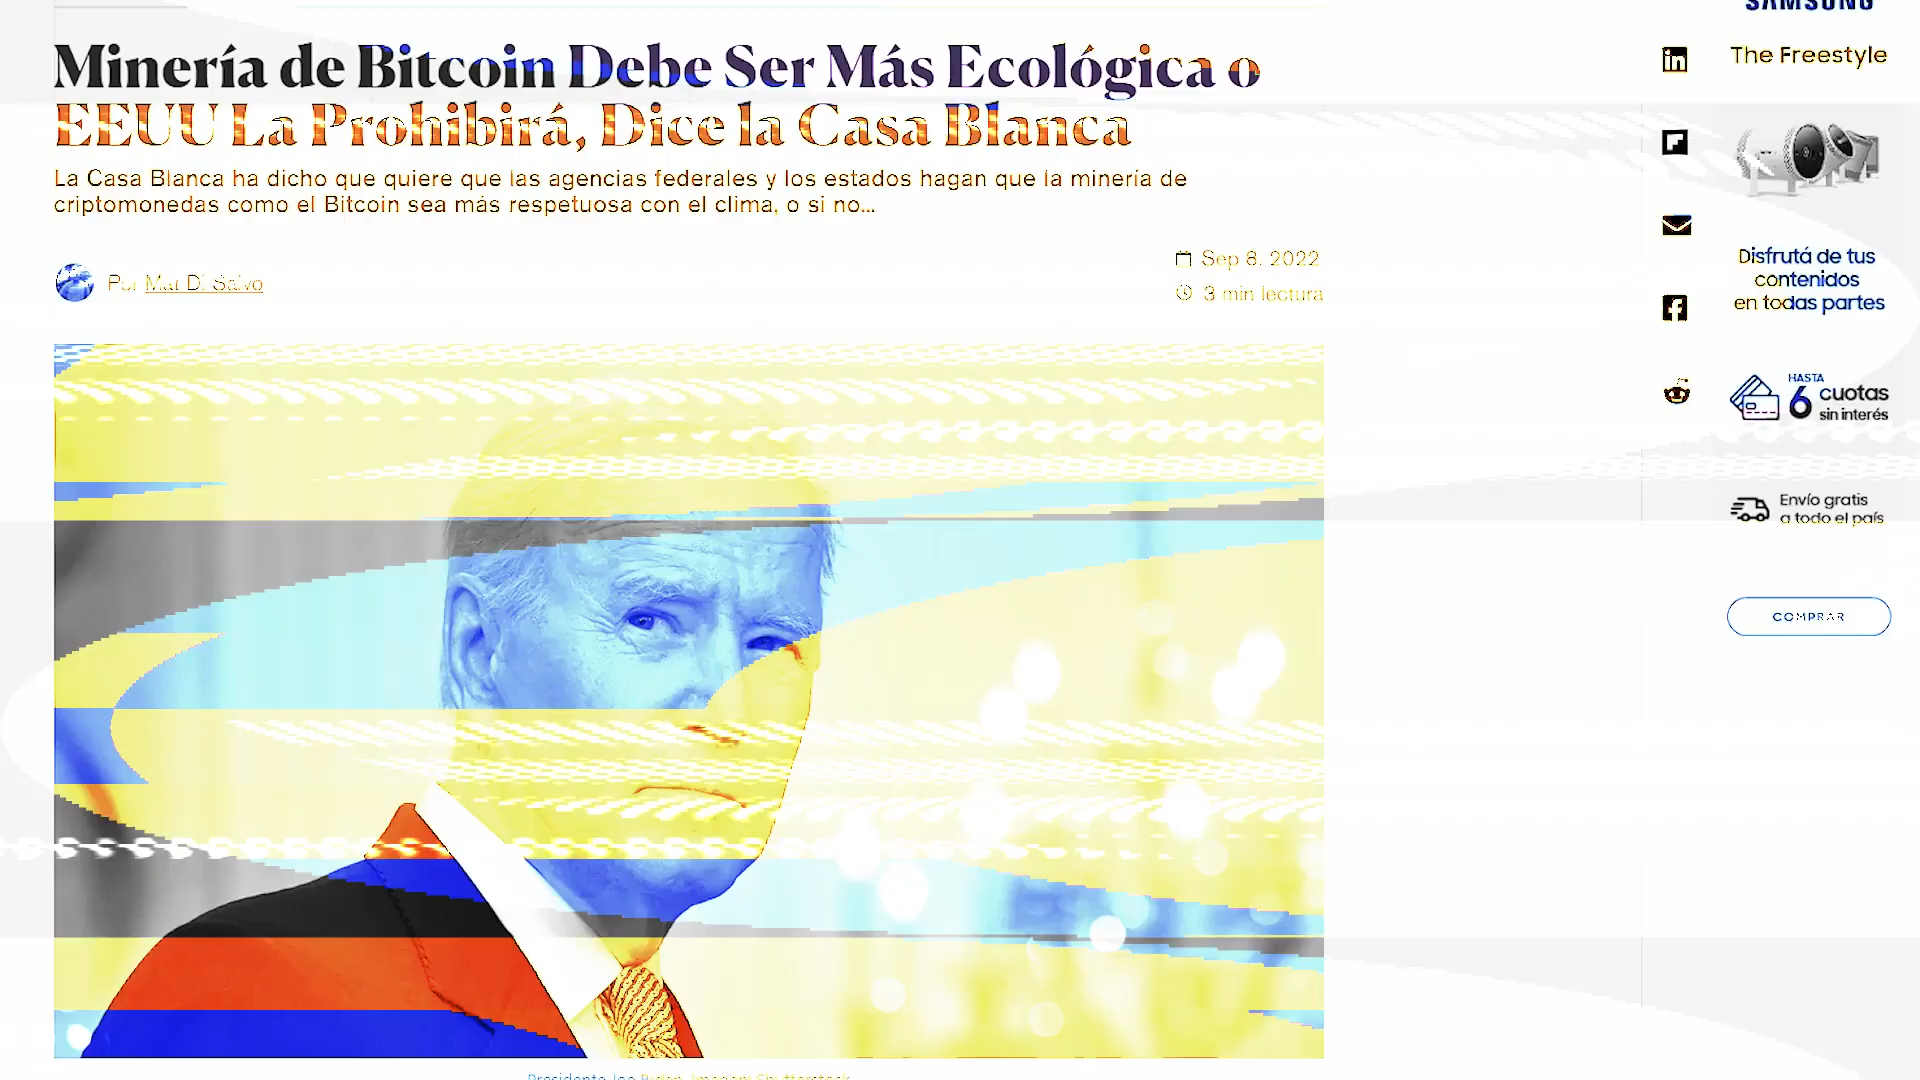 SAMSUNG
The Freestyle
Minería de Bitcoin Debe Ser Más Ecológica o
EEUU La Prohibirá, Dice la Casa Blanca
La Casa Blanca ha dicho que quiere que las agencias federales y los estados hagan que la minería de
criptomonedas como el Bitcoin sea más respetuosa con el clima, o si no...
Por Mat Di Salvo
Sep 8, 2022
3 min lectura
Disfrutá de tus
contenidos
en todas partes
HASTA
6 cuotas
sin interés
Envío gratis
a todo el país
COMPRAR
Presidente Joe Biden. Imagen: Shutterstock